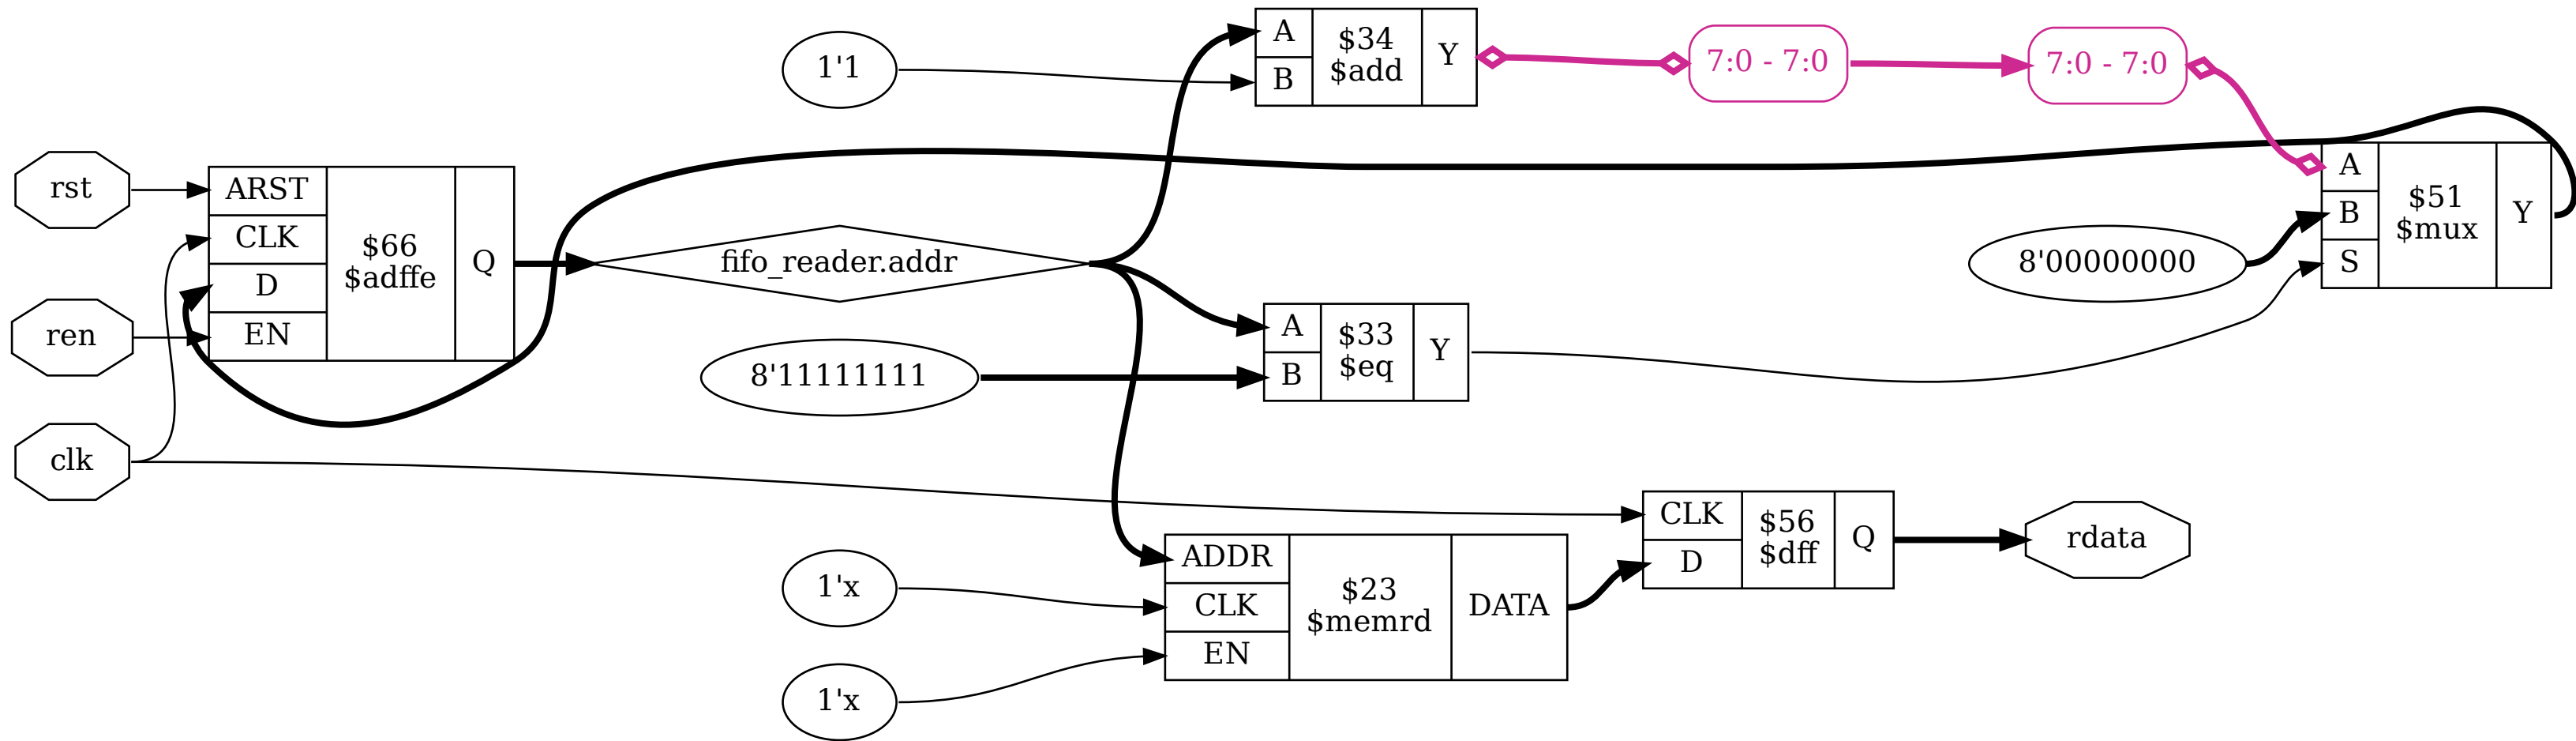 rst
ren
clk
ARST
CLK
D
EN
$66
$adffe
Q
1'1
fifo_reader.addr
8'11111111
1'x
1'x
A
B
$34
$add
Y
A
B
$33
$eq
Y
ADDR
CLK
EN
$23
$memrd
DATA
7:0 - 7:0
7:0 - 7:0
8'00000000
CLK
D
$56
$dff
Q
rdata
A
B
S
$51
$mux
Y